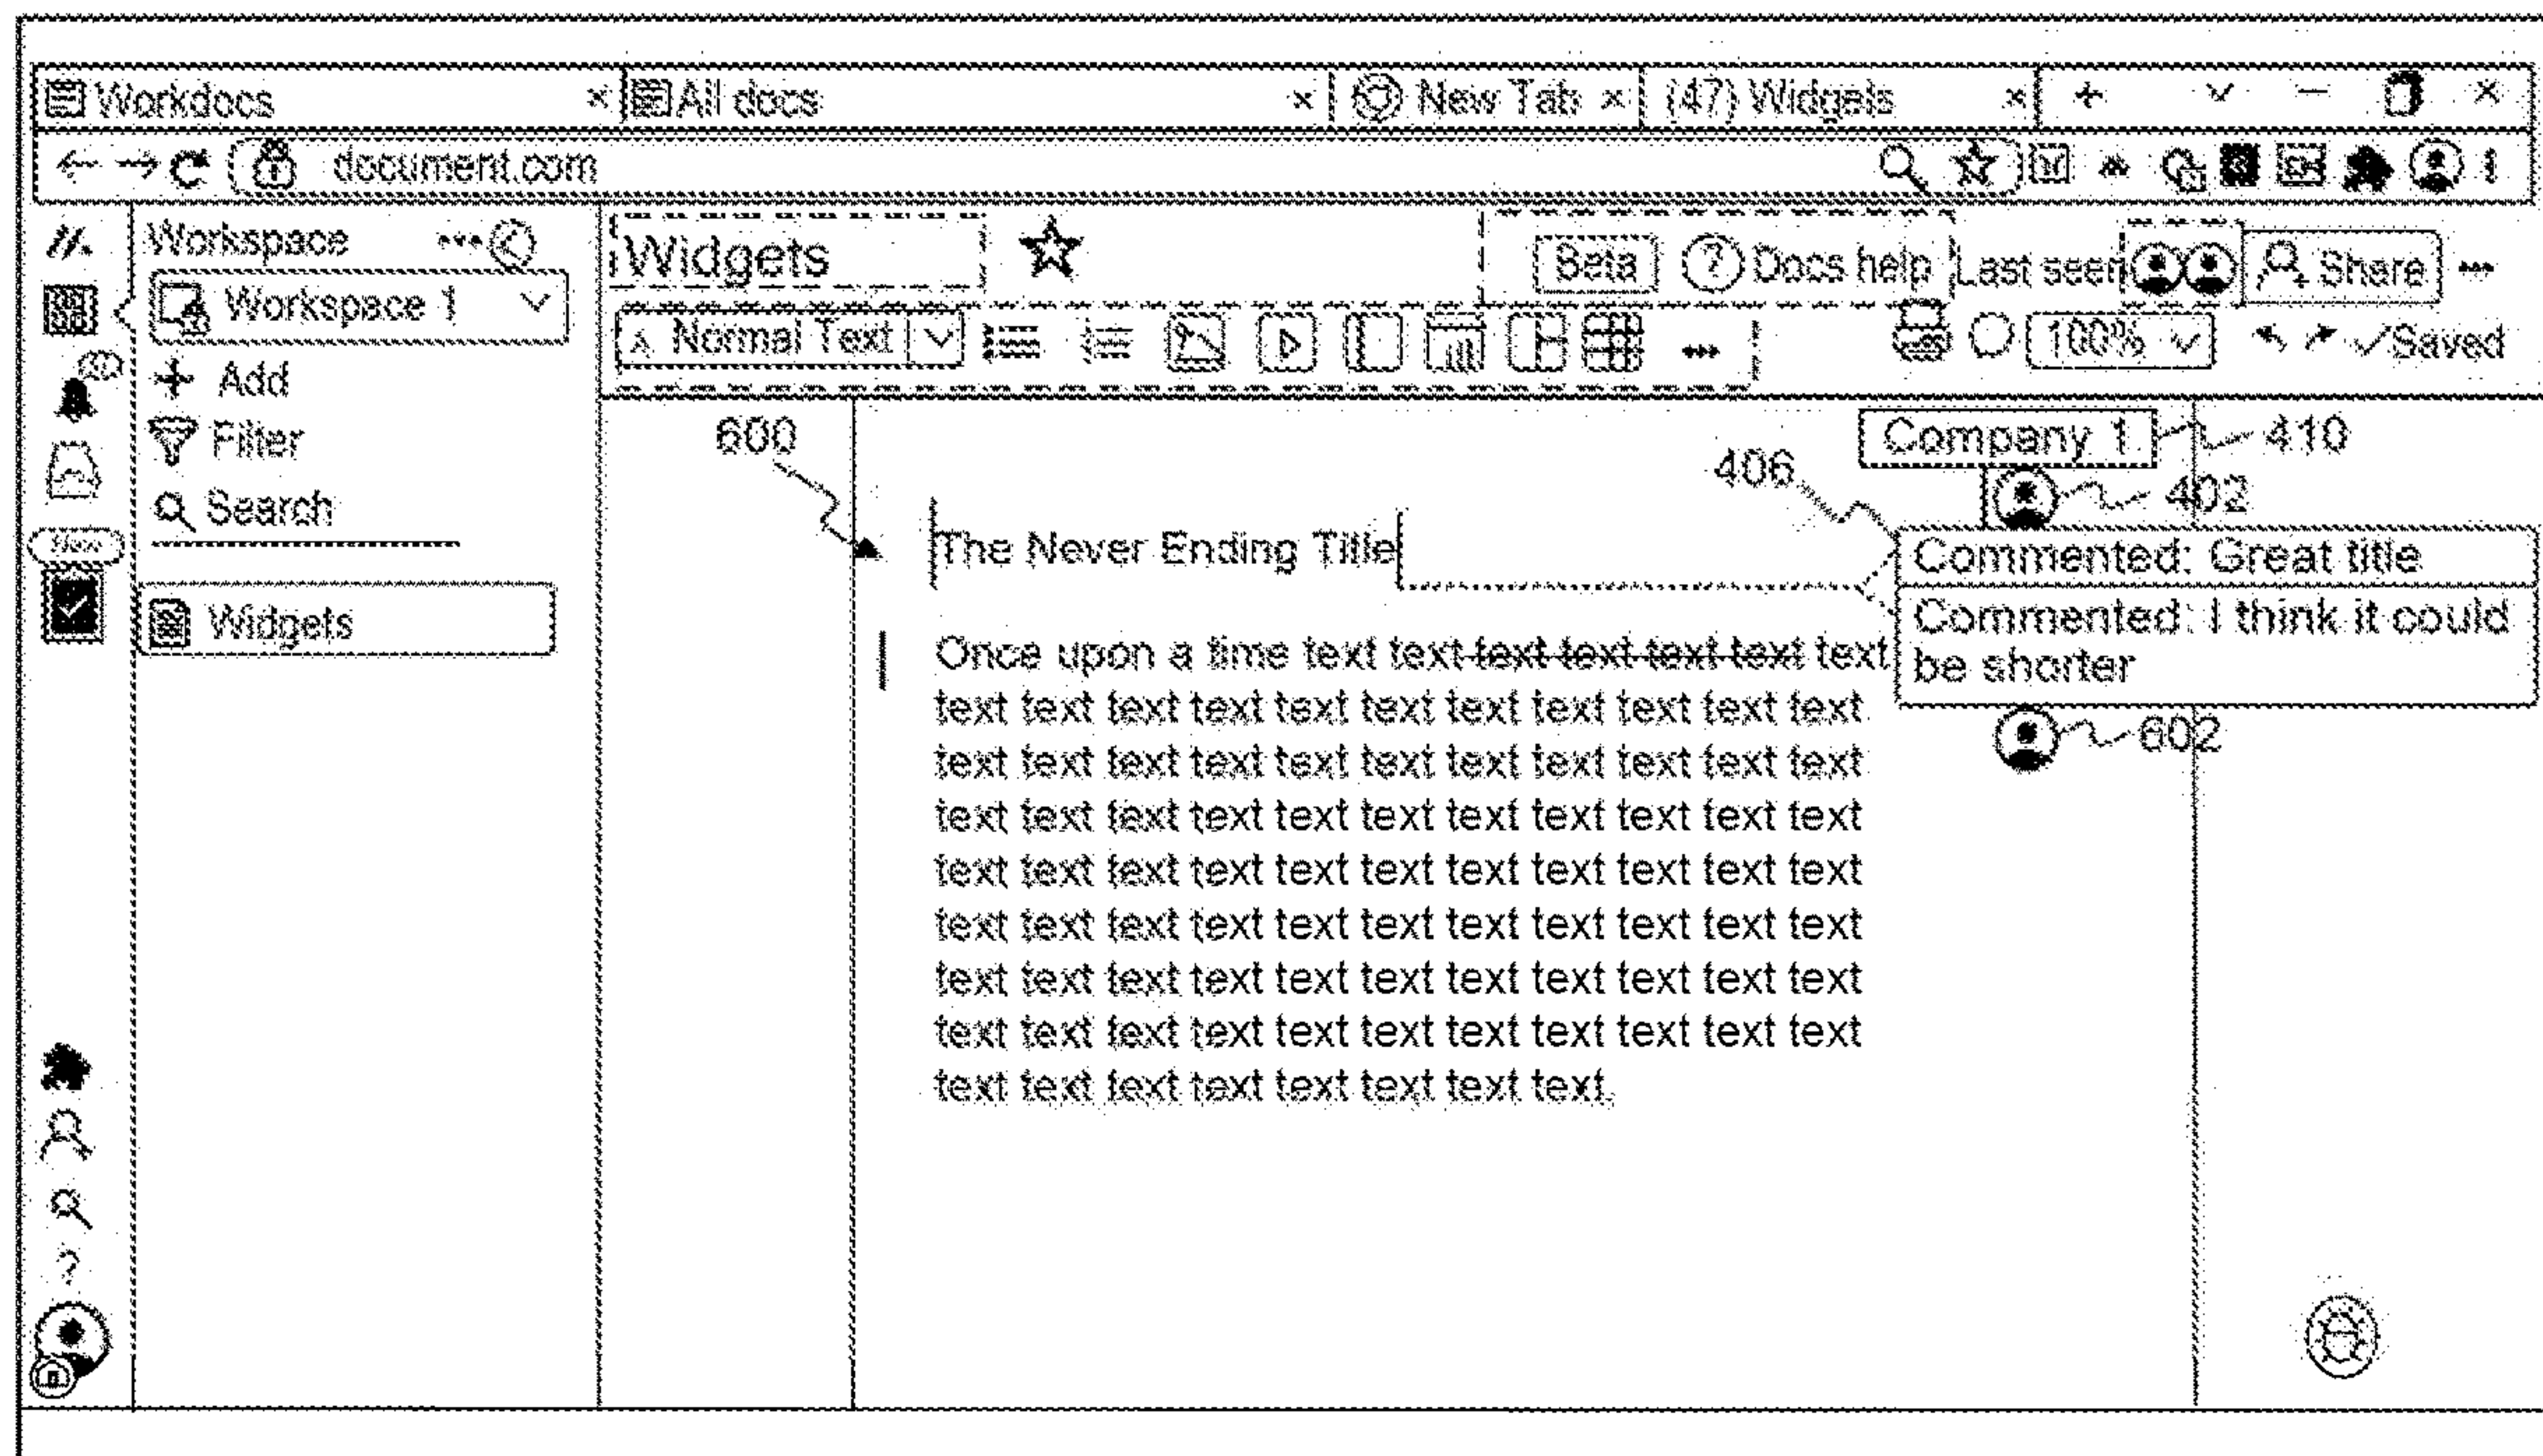 Workdocs
All docs
New Tab
(47) Widgets
document.com
Workspace
Workspace 1
Add
Filter
Search
New
Widgets
Widgets
Beta
? Docs help
Last seen
Share
Normal Text
100%
Saved
600
Company 1
410
406
402
The Never Ending Title
Commented: Great title
Commented: I think it could
be shorter
602
Once upon a time text text text text text text text
text text text text text text text text text text text
text text text text text text text text text text text
text text text text text text text text text text text
text text text text text text text text text text text
text text text text text text text text text text text
text text text text text text text text text text text
text text text text text text text text text text text
text text text text text text text text.
?